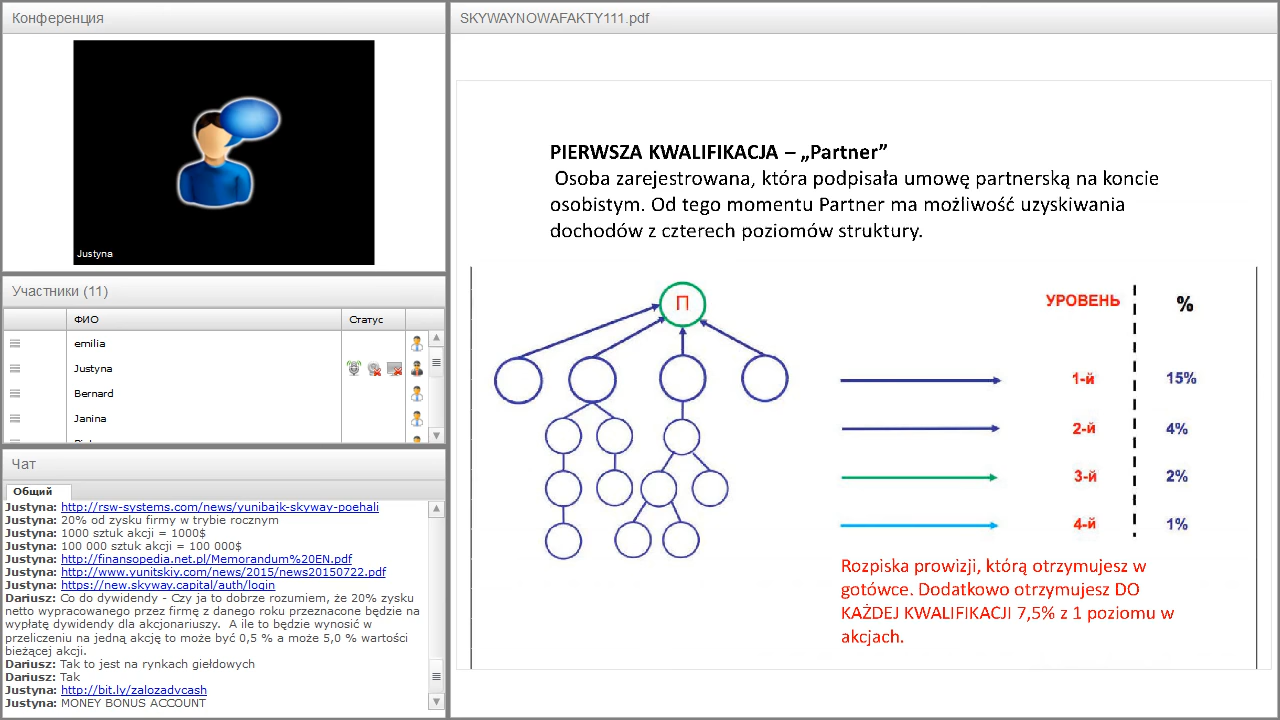 Конференция
Justyna
Участники (11)
ФИО
Статус
emilia
Justyna
Bernard
Janina
Чат
Общий
Justyna: http://rsw-systems.com/news/yunibajk-skyway-poehali
Justyna: 20% od zysku firmy w trybie rocznym
Justyna: 1000 sztuk akcji = 1000$
Justyna: 100 000 sztuk akcji = 100 000$
Justyna: http://finansopedia.net.pl/Memorandum%20EN.pdf
Justyna: http://www.yunitskiy.com/news/2015/news20150722.pdf
Justyna: https://new.skyway.capital/auth/login
Dariusz: Co do dywidendy - Czy ja to dobrze rozumiem, że 20% zysku
netto wypracowanego przez firmę z danego roku przeznaczone będzie na
wypłatę dywidendy dla akcjonariuszy. A ile to będzie wynosić w
przeliczeniu na jedną akcję to może być 0,5 % a może 5,0 % wartości
bieżącej akcji.
Dariusz: Tak to jest na rynkach giełdowych
Dariusz: Tak
Justyna: http://bit.ly/zalozadvcash
Justyna: MONEY BONUS ACCOUNT
SKYWAYNOWAFAKTY111.pdf
PIERWSZA KWALIFIKACJA – „Partner”
Osoba zarejestrowana, która podpisała umowę partnerską na koncie
osobistym. Od tego momentu Partner ma możliwość uzyskiwania
dochodów z czterech poziomów struktury.
П
УРОВЕНЬ %
1-й 15%
2-й 4%
3-й 2%
4-й 1%
Rozpiska prowizji, którą otrzymujesz w
gotówce. Dodatkowo otrzymujesz DO
KAŻDEJ KWALIFIKACJI 7,5% z 1 poziomu w
akcjach.